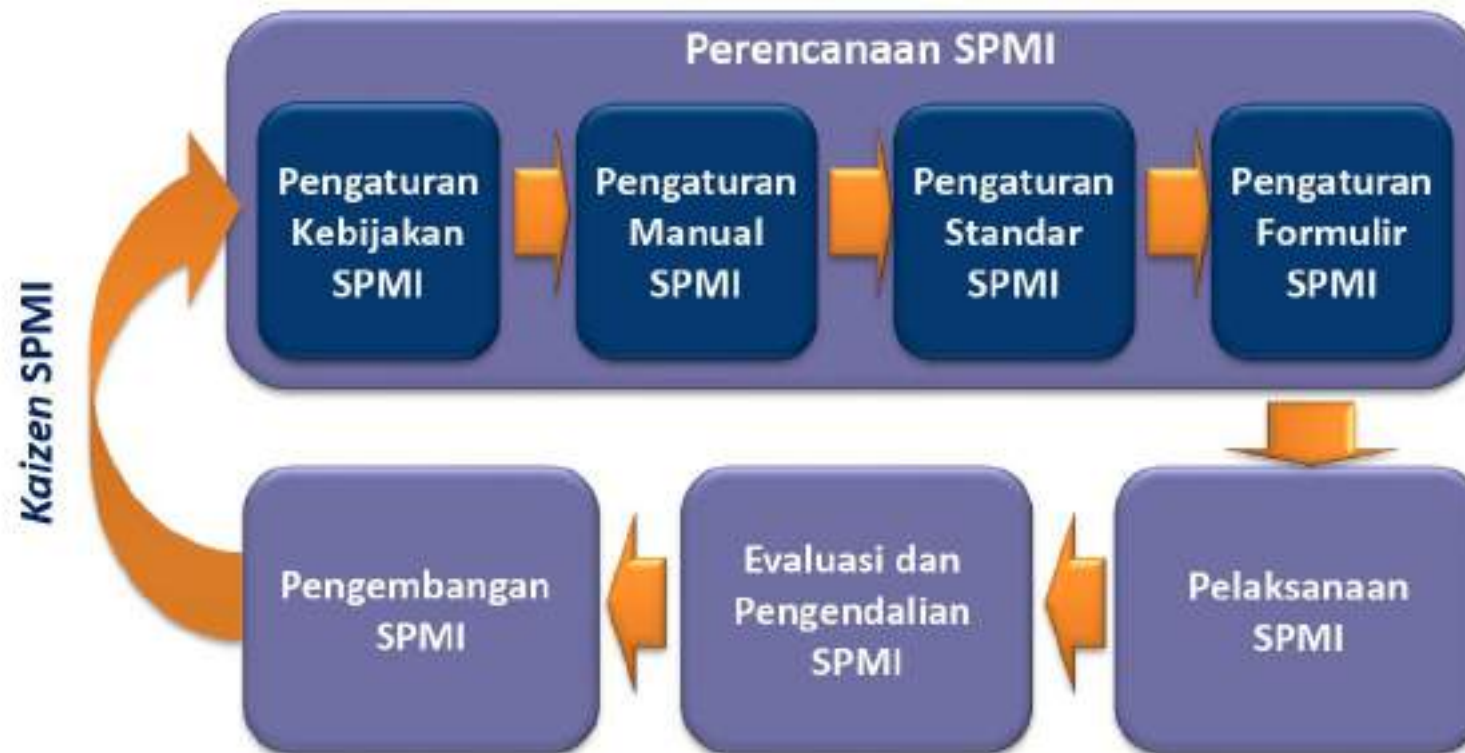 Perencanaan SPMI
Pengaturan
Kebijakan
SPMI
Pengaturan
Manual
SPMI
Pengaturan
Standar
SPMI
Pengaturan
Formulir
SPMI
Kaizen SPMI
Pengembangan
SPMI
Evaluasi dan
Pengendalian
SPMI
Pelaksanaan
SPMI